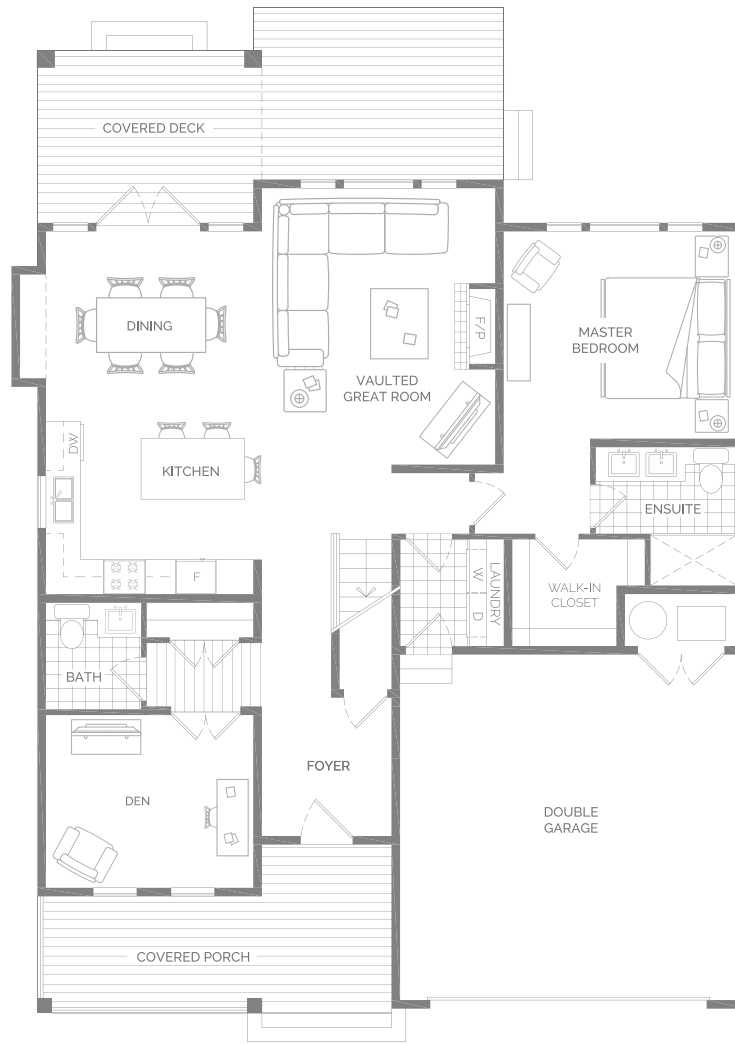 COVERED DECK
DINING
F/P
MASTER
BEDROOM
VAULTED
GREAT ROOM
DW
KITCHEN
ENSUITE
F
LAUNDRY
W
D
WALK-IN
CLOSET
BATH
FOYER
DEN
DOUBLE
GARAGE
COVERED PORCH